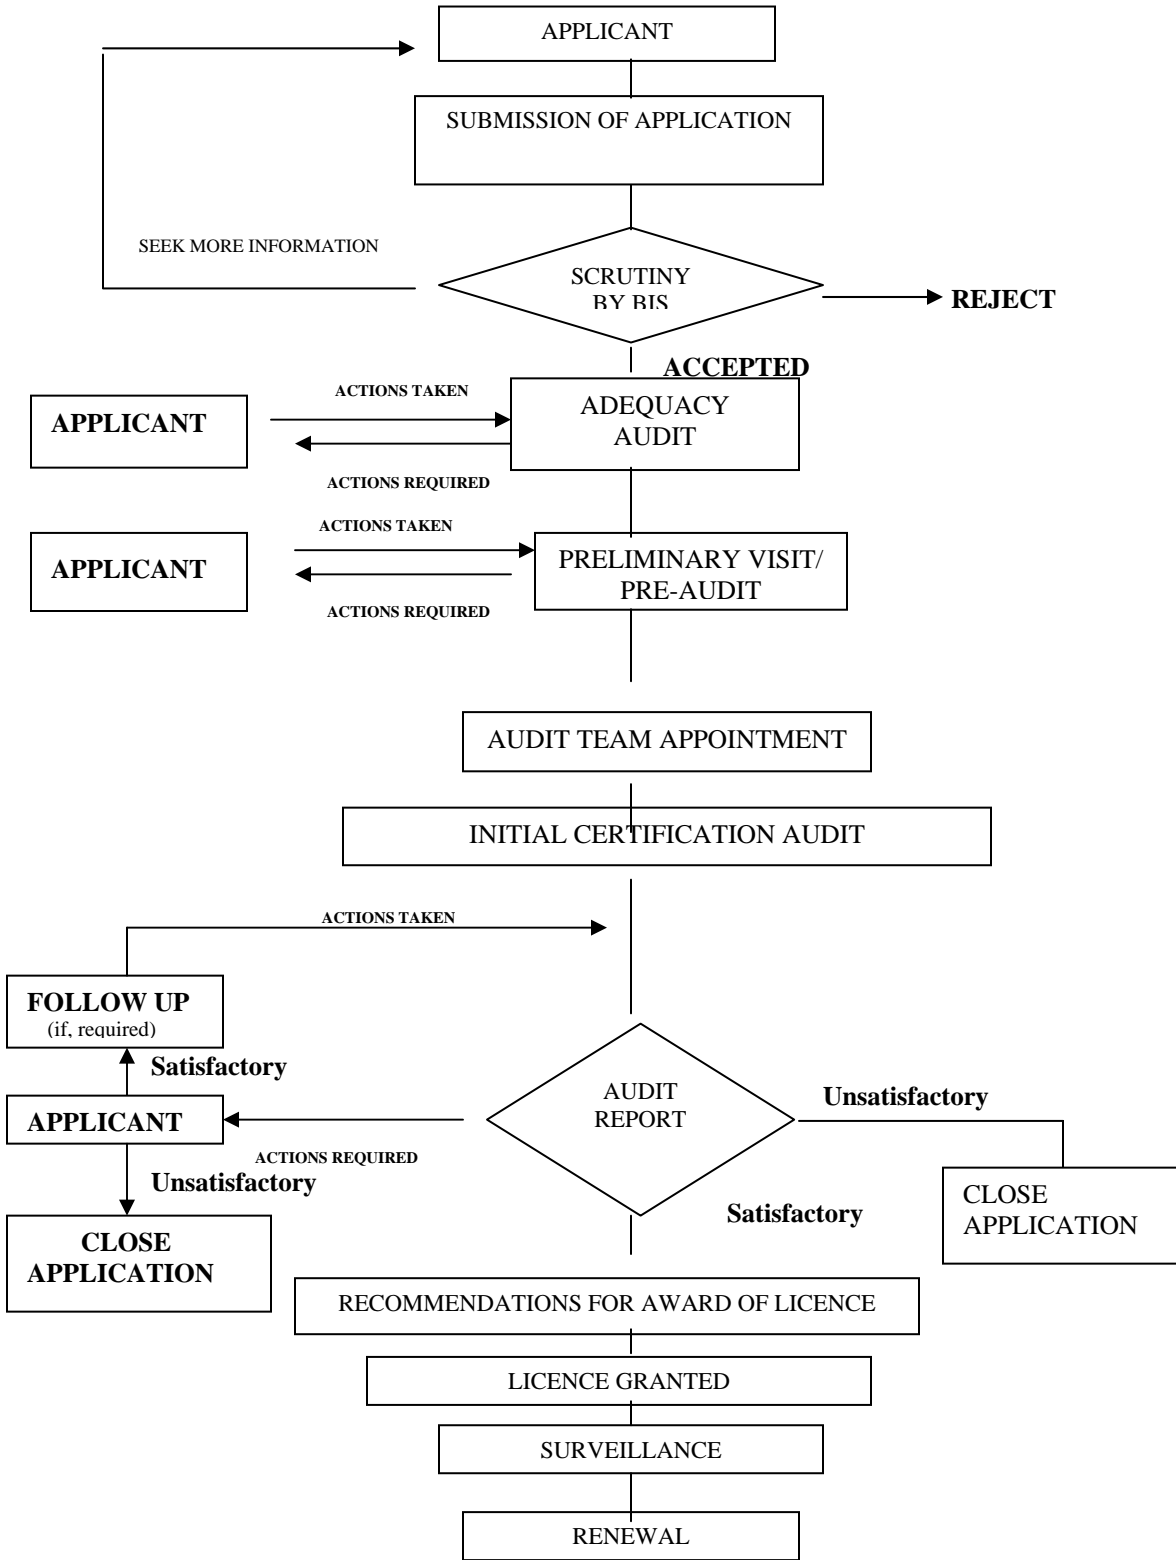 APPLICANT
SUBMISSION OF APPLICATION
SEEK MORE INFORMATION
SCRUTINY
BY BIS
REJECT
ACCEPTED
ACTIONS TAKEN
APPLICANT
ADEQUACY
AUDIT
ACTIONS REQUIRED
ACTIONS TAKEN
APPLICANT
PRELIMINARY VISIT/
PRE-AUDIT
ACTIONS REQUIRED
AUDIT TEAM APPOINTMENT
INITIAL CERTIFICATION AUDIT
ACTIONS TAKEN
FOLLOW UP
(if, required)
Satisfactory
AUDIT
REPORT
Unsatisfactory
APPLICANT
ACTIONS REQUIRED
Unsatisfactory
CLOSE
APPLICATION
Satisfactory
CLOSE
APPLICATION
RECOMMENDATIONS FOR AWARD OF LICENCE
LICENCE GRANTED
SURVEILLANCE
RENEWAL